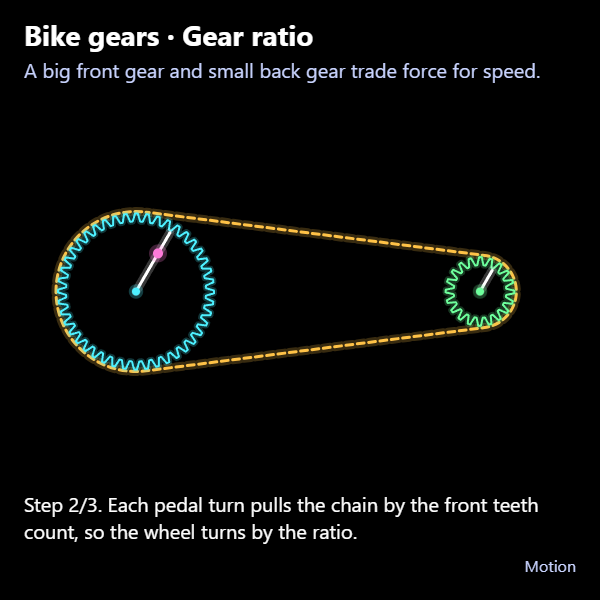 Bike gears · Gear ratio
A big front gear and small back gear trade force for speed.
Step 2/3. Each pedal turn pulls the chain by the front teeth
count, so the wheel turns by the ratio.
Motion